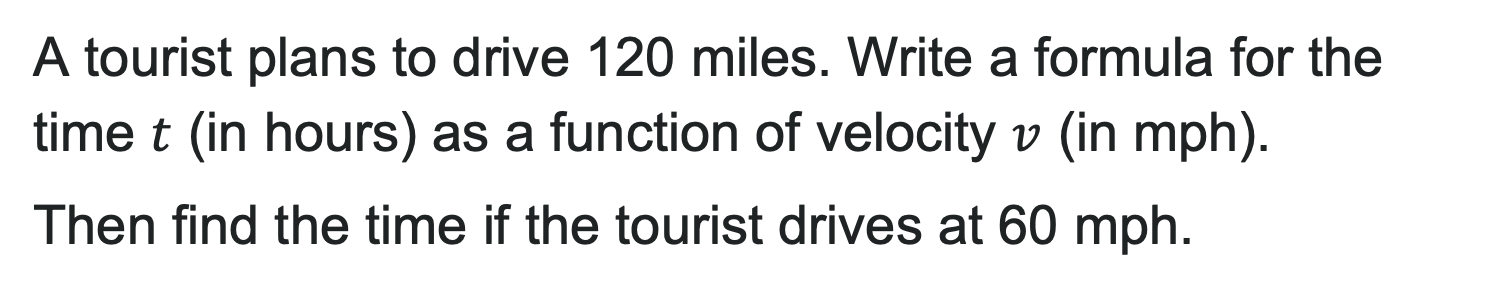 A tourist plans to drive 120 miles. Write a formula for the
time t (in hours) as a function of velocity v (in mph).
Then find the time if the tourist drives at 60 mph.